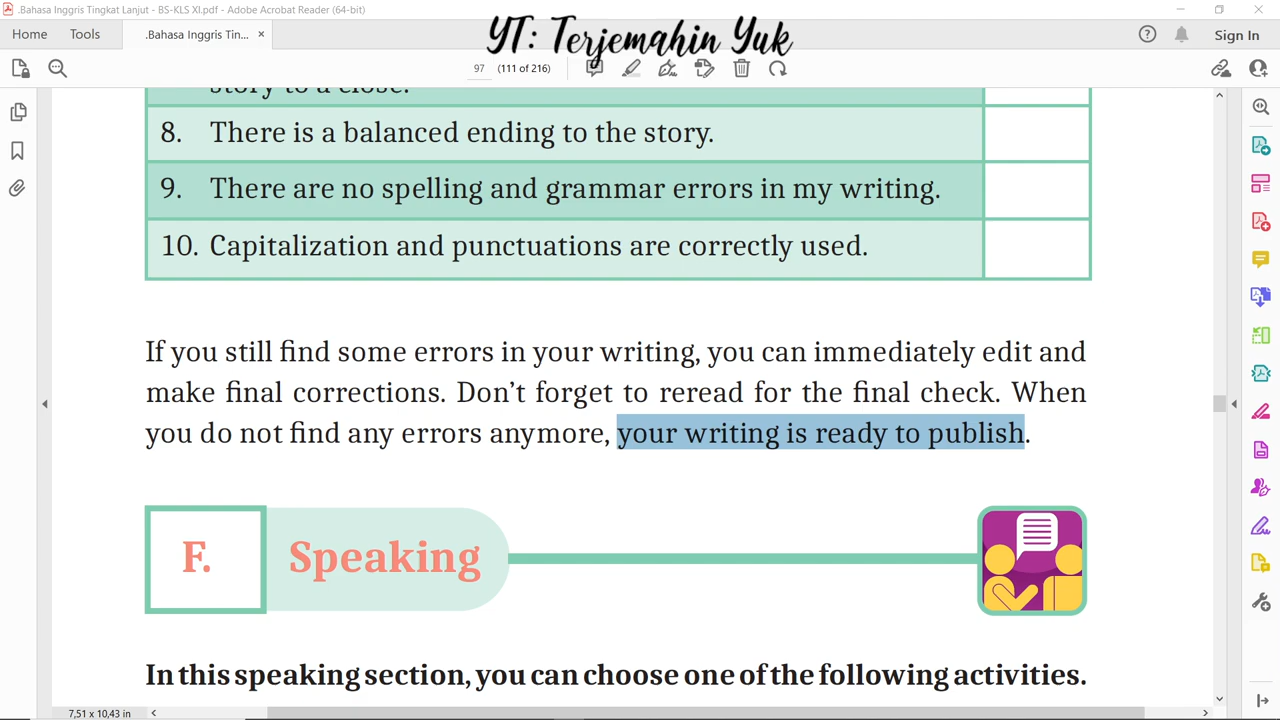 .Bahasa Inggris Tingkat Lanjut - BS-KLS XI.pdf - Adobe Acrobat Reader (64-bit)
YT: Terjemahin Yuk
Home Tools .Bahasa Inggris Tin... × Sign In
97 (111 of 216)
story to a close.
8. There is a balanced ending to the story.
9. There are no spelling and grammar errors in my writing.
10. Capitalization and punctuations are correctly used.
If you still find some errors in your writing, you can immediately edit and
make final corrections. Don’t forget to reread for the final check. When
you do not find any errors anymore, your writing is ready to publish.
F. Speaking
In this speaking section, you can choose one of the following activities.
7,51 x 10,43 in